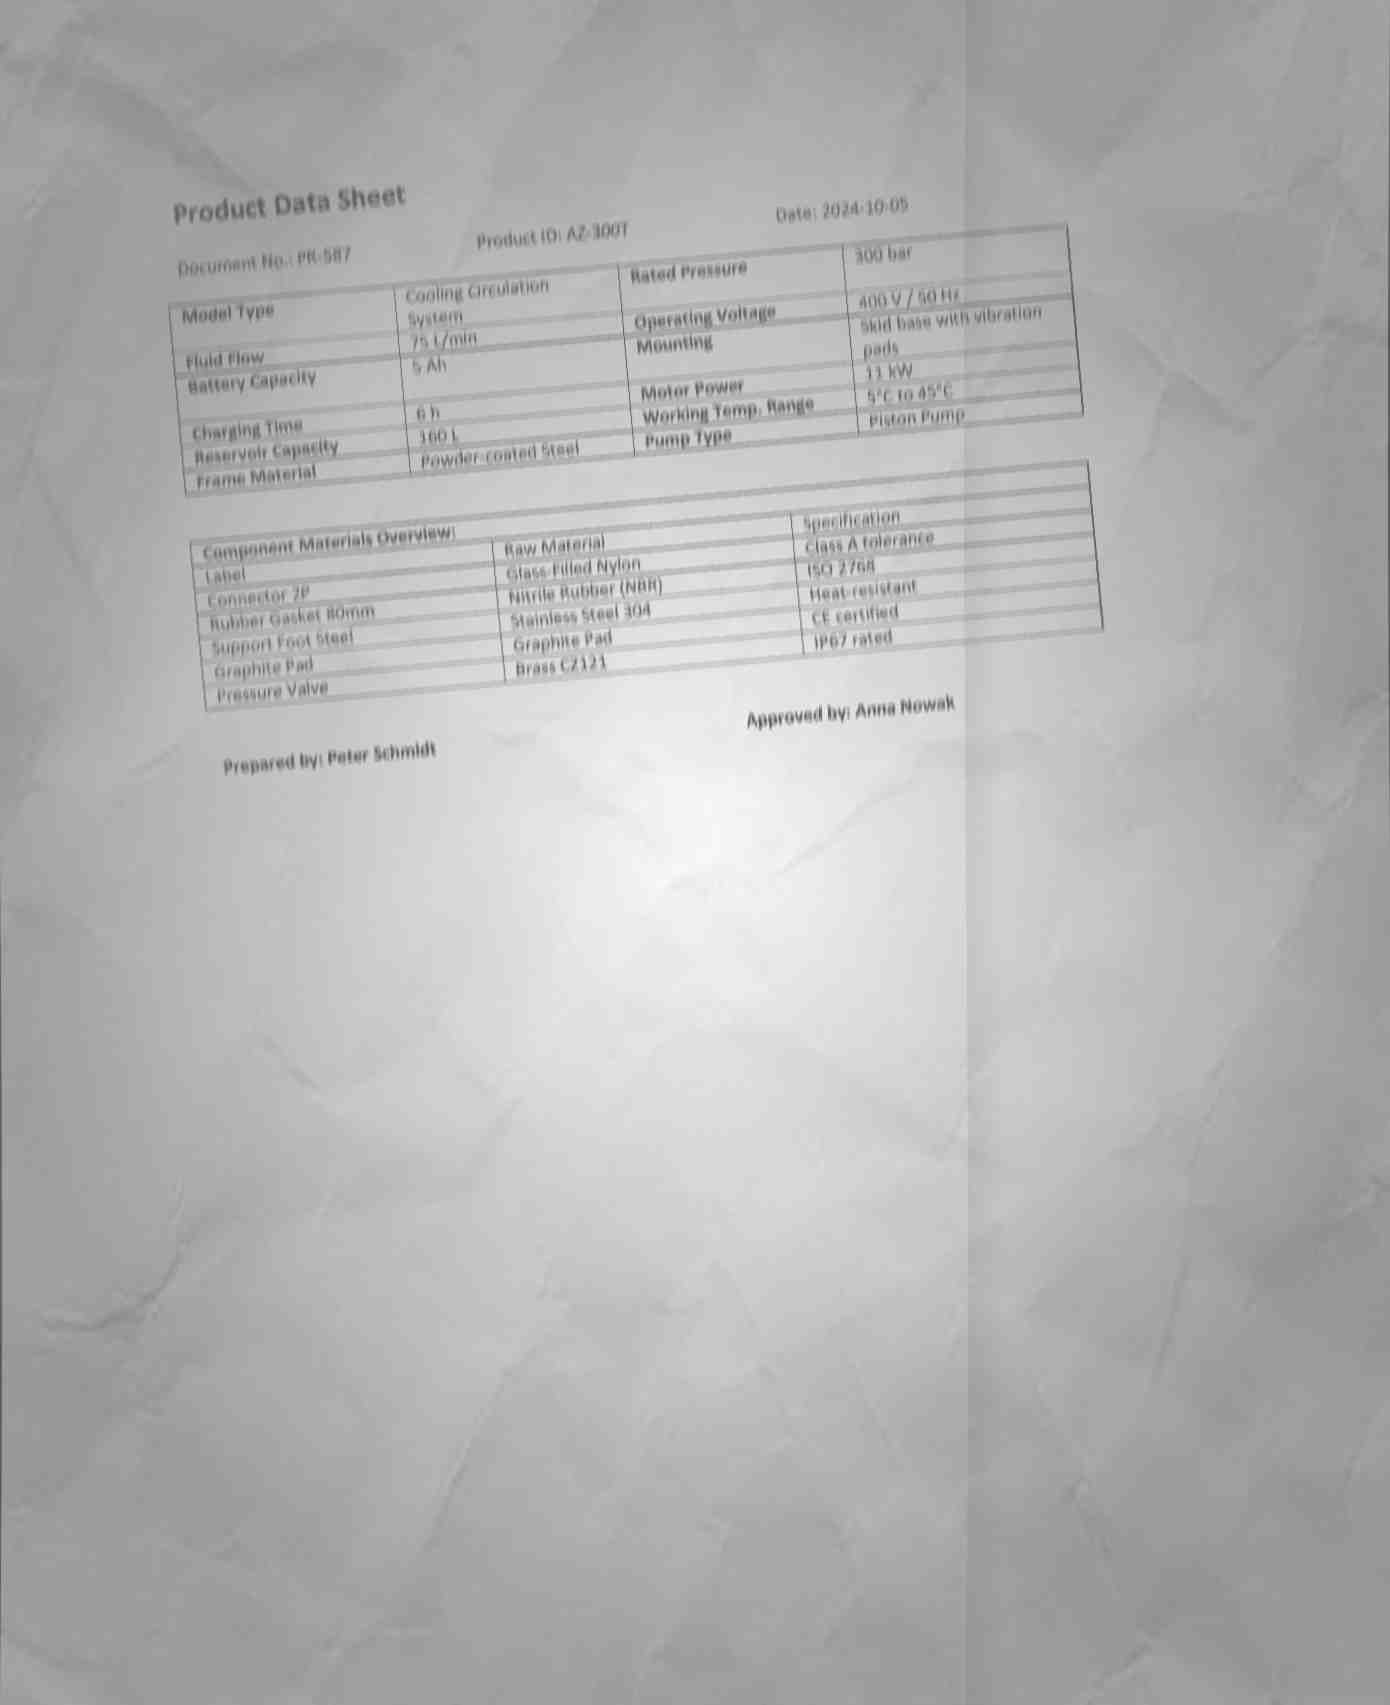 Product Data Sheet
Document No.: PR-587 Product ID: AZ-300T Date: 2024-10-05
Model Type Cooling Circulation System Rated Pressure 300 bar
Fluid Flow 75 L/min Operating Voltage 400 V / 50 Hz
Battery Capacity 5 Ah Mounting Skid base with vibration pads
Charging Time 6 h Motor Power 11 kW
Reservoir Capacity 160 L Working Temp. Range 5°C to 45°C
Frame Material Powder-coated Steel Pump Type Piston Pump
Component Materials Overview:
Label Raw Material Specification
Connector 2P Glass-Filled Nylon Class A tolerance
Rubber Gasket 80mm Nitrile Rubber (NBR) ISO 2768
Support Foot Steel Stainless Steel 304 Heat-resistant
Graphite Pad Graphite Pad CE certified
Pressure Valve Brass CZ121 IP67 rated
Prepared by: Peter Schmidt Approved by: Anna Nowak